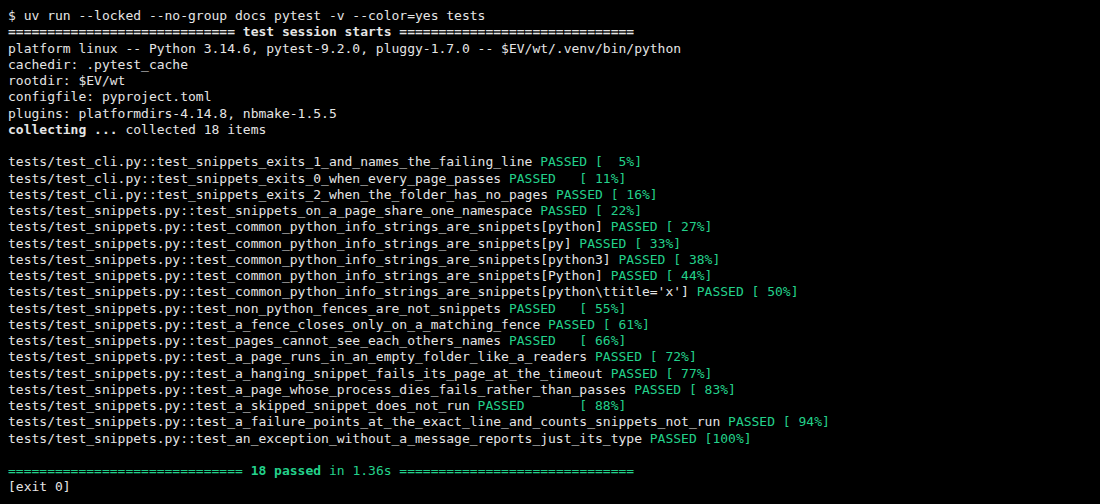 $ uv run --locked --no-group docs pytest -v --color=yes tests
============================= test session starts ==============================
platform linux -- Python 3.14.6, pytest-9.2.0, pluggy-1.7.0 -- $EV/wt/.venv/bin/python
cachedir: .pytest_cache
rootdir: $EV/wt
configfile: pyproject.toml
plugins: platformdirs-4.14.8, nbmake-1.5.5
collecting ... collected 18 items

tests/test_cli.py::test_snippets_exits_1_and_names_the_failing_line PASSED [  5%]
tests/test_cli.py::test_snippets_exits_0_when_every_page_passes PASSED   [ 11%]
tests/test_cli.py::test_snippets_exits_2_when_the_folder_has_no_pages PASSED [ 16%]
tests/test_snippets.py::test_snippets_on_a_page_share_one_namespace PASSED [ 22%]
tests/test_snippets.py::test_common_python_info_strings_are_snippets[python] PASSED [ 27%]
tests/test_snippets.py::test_common_python_info_strings_are_snippets[py] PASSED [ 33%]
tests/test_snippets.py::test_common_python_info_strings_are_snippets[python3] PASSED [ 38%]
tests/test_snippets.py::test_common_python_info_strings_are_snippets[Python] PASSED [ 44%]
tests/test_snippets.py::test_common_python_info_strings_are_snippets[python\ttitle='x'] PASSED [ 50%]
tests/test_snippets.py::test_non_python_fences_are_not_snippets PASSED   [ 55%]
tests/test_snippets.py::test_a_fence_closes_only_on_a_matching_fence PASSED [ 61%]
tests/test_snippets.py::test_pages_cannot_see_each_others_names PASSED   [ 66%]
tests/test_snippets.py::test_a_page_runs_in_an_empty_folder_like_a_readers PASSED [ 72%]
tests/test_snippets.py::test_a_hanging_snippet_fails_its_page_at_the_timeout PASSED [ 77%]
tests/test_snippets.py::test_a_page_whose_process_dies_fails_rather_than_passes PASSED [ 83%]
tests/test_snippets.py::test_a_skipped_snippet_does_not_run PASSED       [ 88%]
tests/test_snippets.py::test_a_failure_points_at_the_exact_line_and_counts_snippets_not_run PASSED [ 94%]
tests/test_snippets.py::test_an_exception_without_a_message_reports_just_its_type PASSED [100%]

============================== 18 passed in 1.36s ==============================
[exit 0]